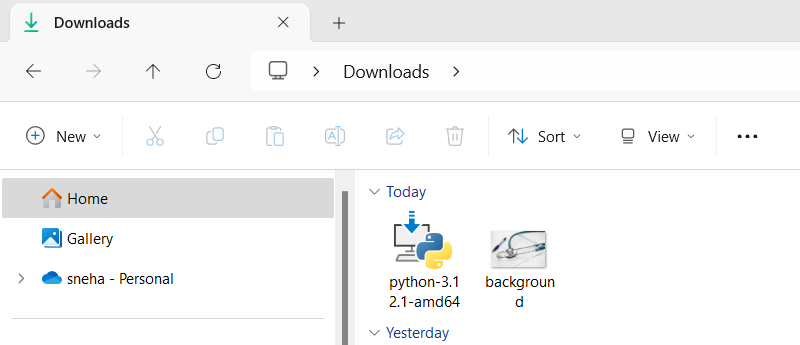 Downloads
Downloads
New
Sort
View
Home
Gallery
sneha - Personal
Today
python-3.1
2.1-amd64
backgroun
d
Yesterday